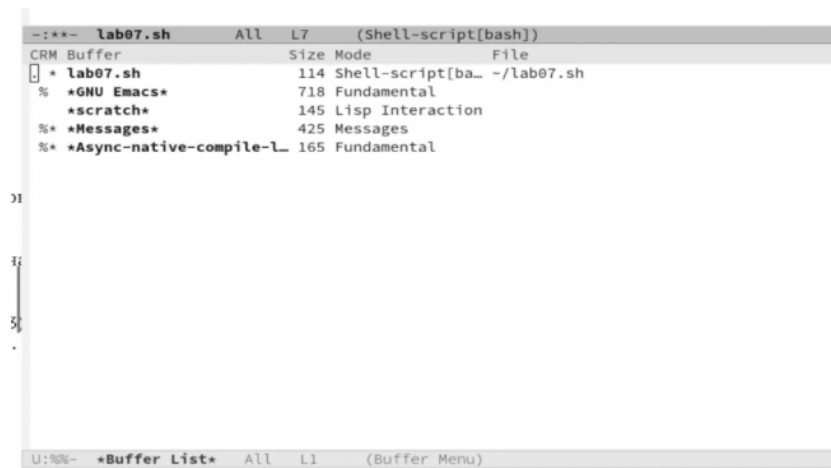 -:**-  lab07.sh       All   L7     (Shell-script[bash])
CRM Buffer                  Size Mode             File
. * lab07.sh                 114 Shell-script[ba… ~/lab07.sh
 %  *GNU Emacs*              718 Fundamental
    *scratch*                145 Lisp Interaction
 %* *Messages*               425 Messages
 %* *Async-native-compile-l… 165 Fundamental
U:%%-  *Buffer List*   All   L1     (Buffer Menu)